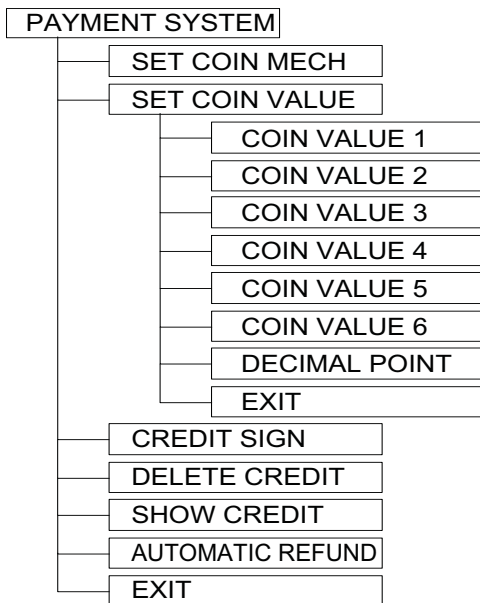 PAYMENT SYSTEM
SET COIN MECH
SET COIN VALUE
COIN VALUE 1
COIN VALUE 2
COIN VALUE 3
COIN VALUE 4
COIN VALUE 5
COIN VALUE 6
DECIMAL POINT
EXIT
CREDIT SIGN
DELETE CREDIT
SHOW CREDIT
AUTOMATIC REFUND
EXIT